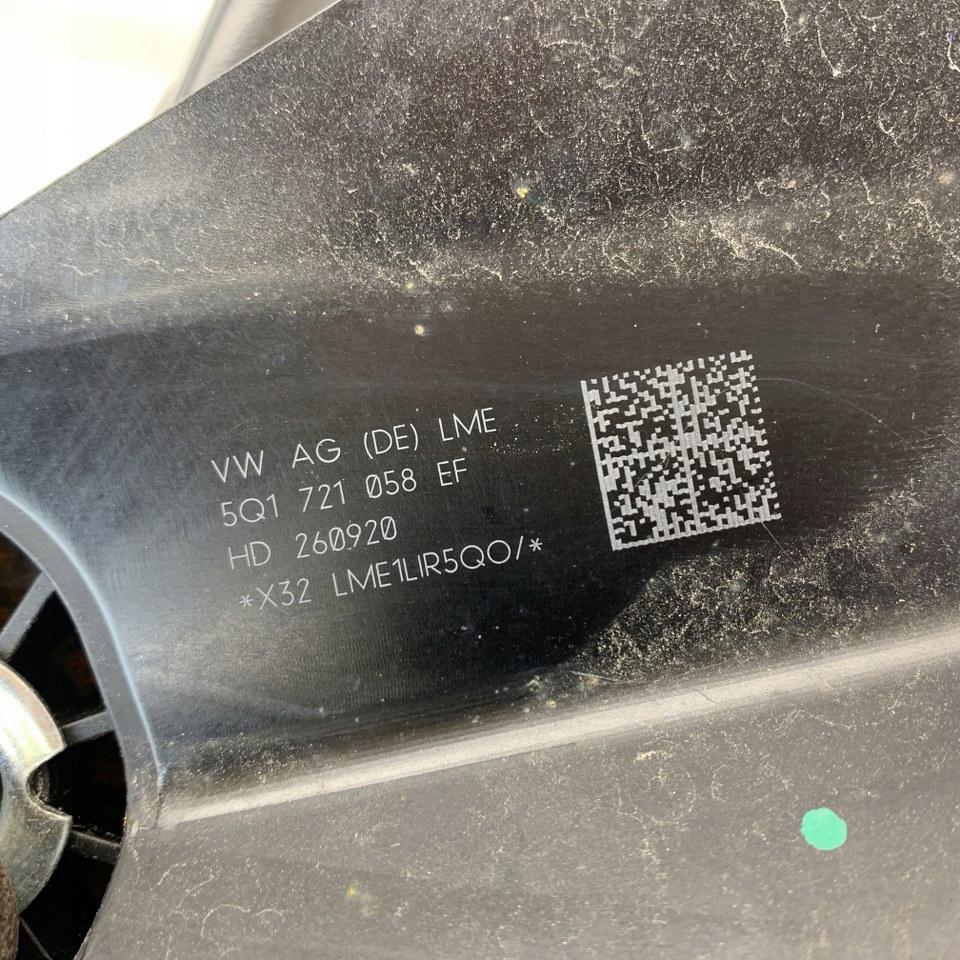 VW AG (DE) LME
5Q1 721 058 EF
HD 260920
*X32 LME1LIR5QO/*